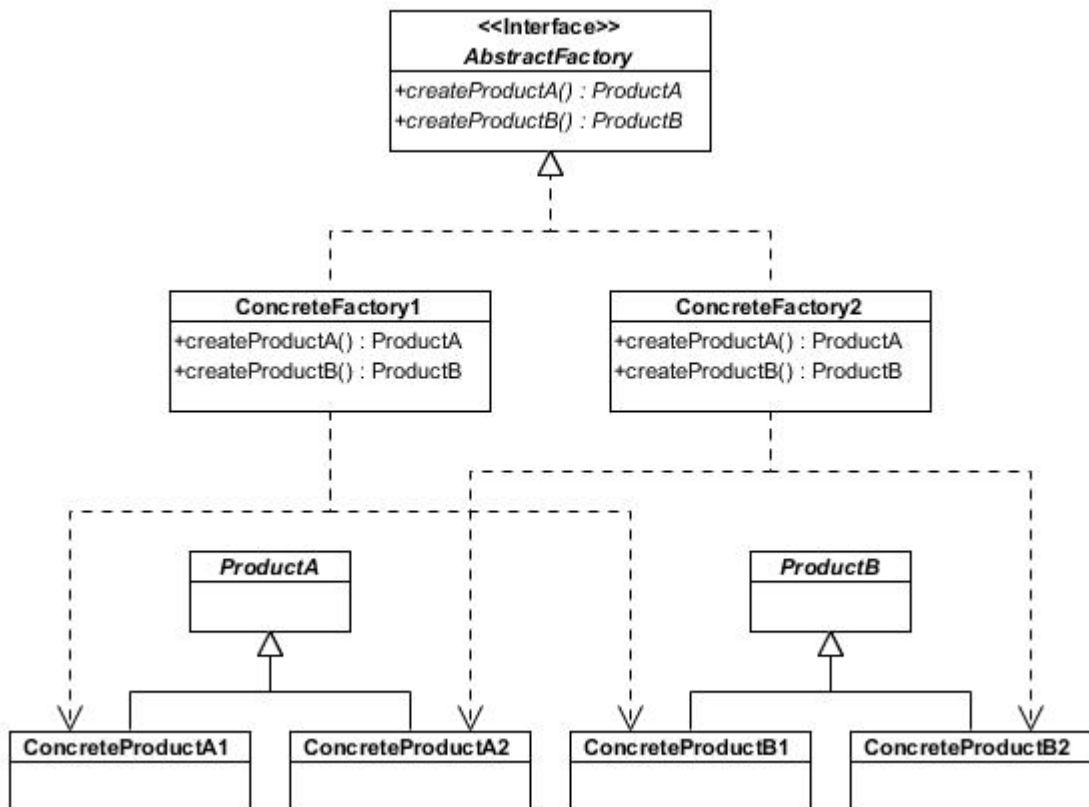 <<Interface>>
AbstractFactory
+createProductA() : ProductA
+createProductB() : ProductB
ConcreteFactory1
+createProductA() : ProductA
+createProductB() : ProductB
ConcreteFactory2
+createProductA() : ProductA
+createProductB() : ProductB
ProductA
ProductB
ConcreteProductA1
ConcreteProductA2
ConcreteProductB1
ConcreteProductB2